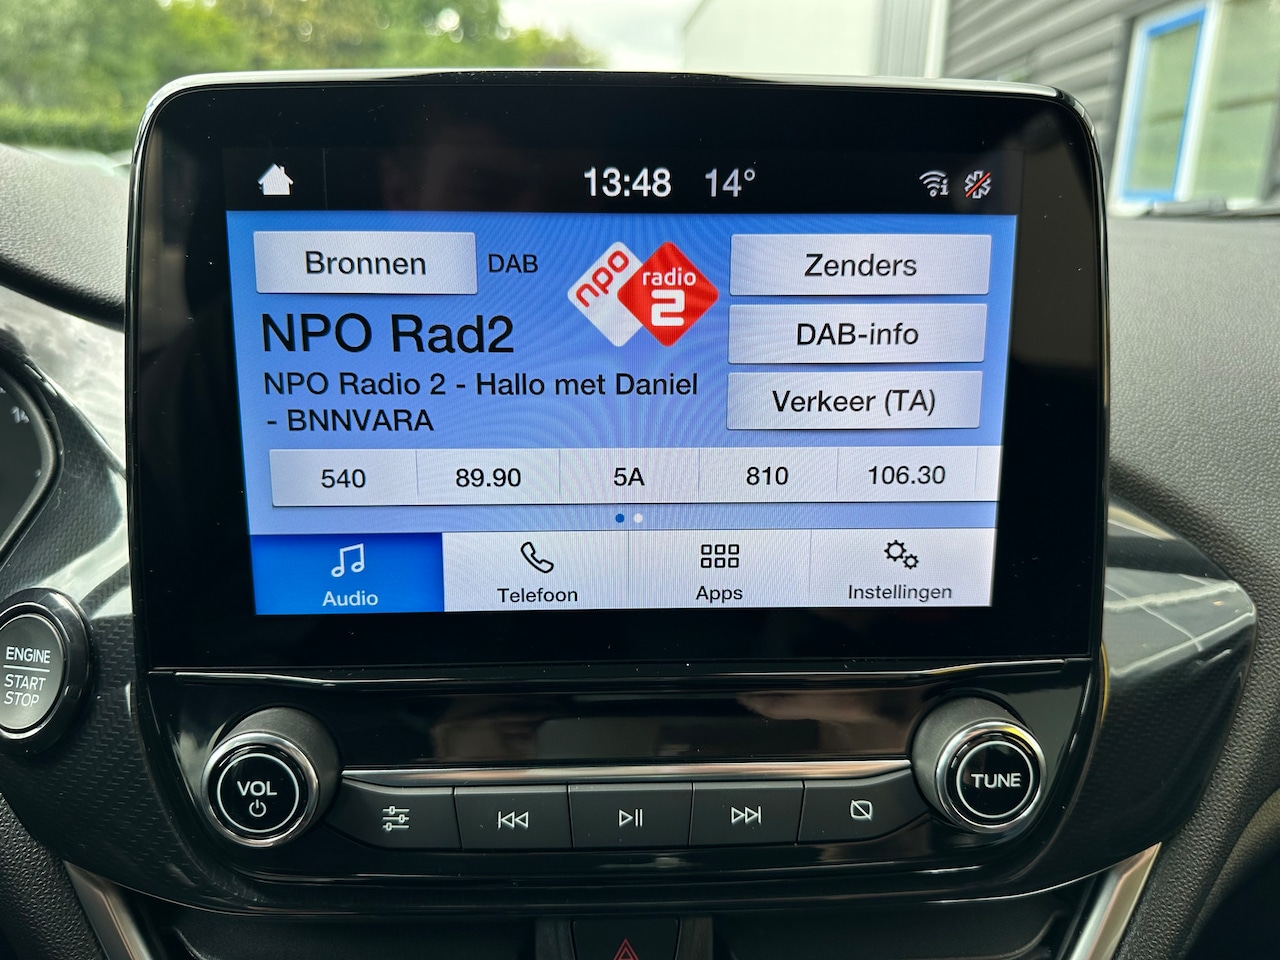 13:48 14°
Bronnen DAB npo radio 2 Zenders
NPO Rad2 DAB-info
NPO Radio 2 - Hallo met Daniel
- BNNVARA
Verkeer (TA)
540 89.90 5A 810 106.30
Audio Telefoon Apps Instellingen
ENGINE
START
STOP
VOL
TUNE